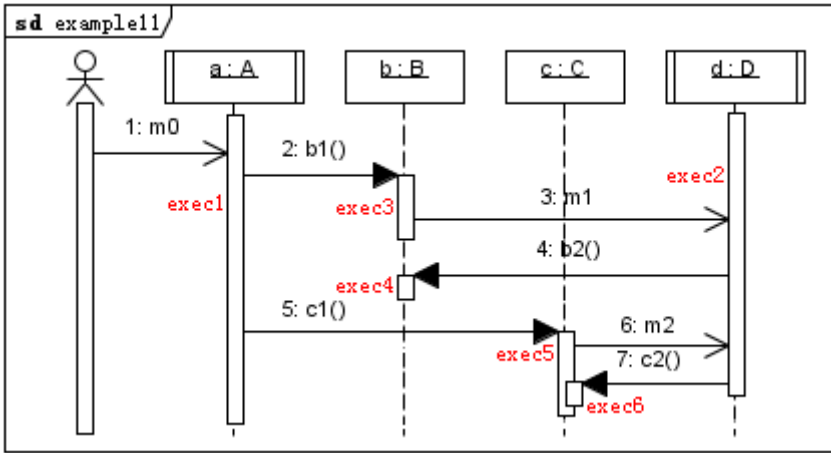 sd example11
a : A
b : B
c : C
d : D
1: m0
2: b1()
exec1
exec3
exec2
3: m1
4: b2()
exec4
5: c1()
6: m2
exec5
7: c2()
exec6